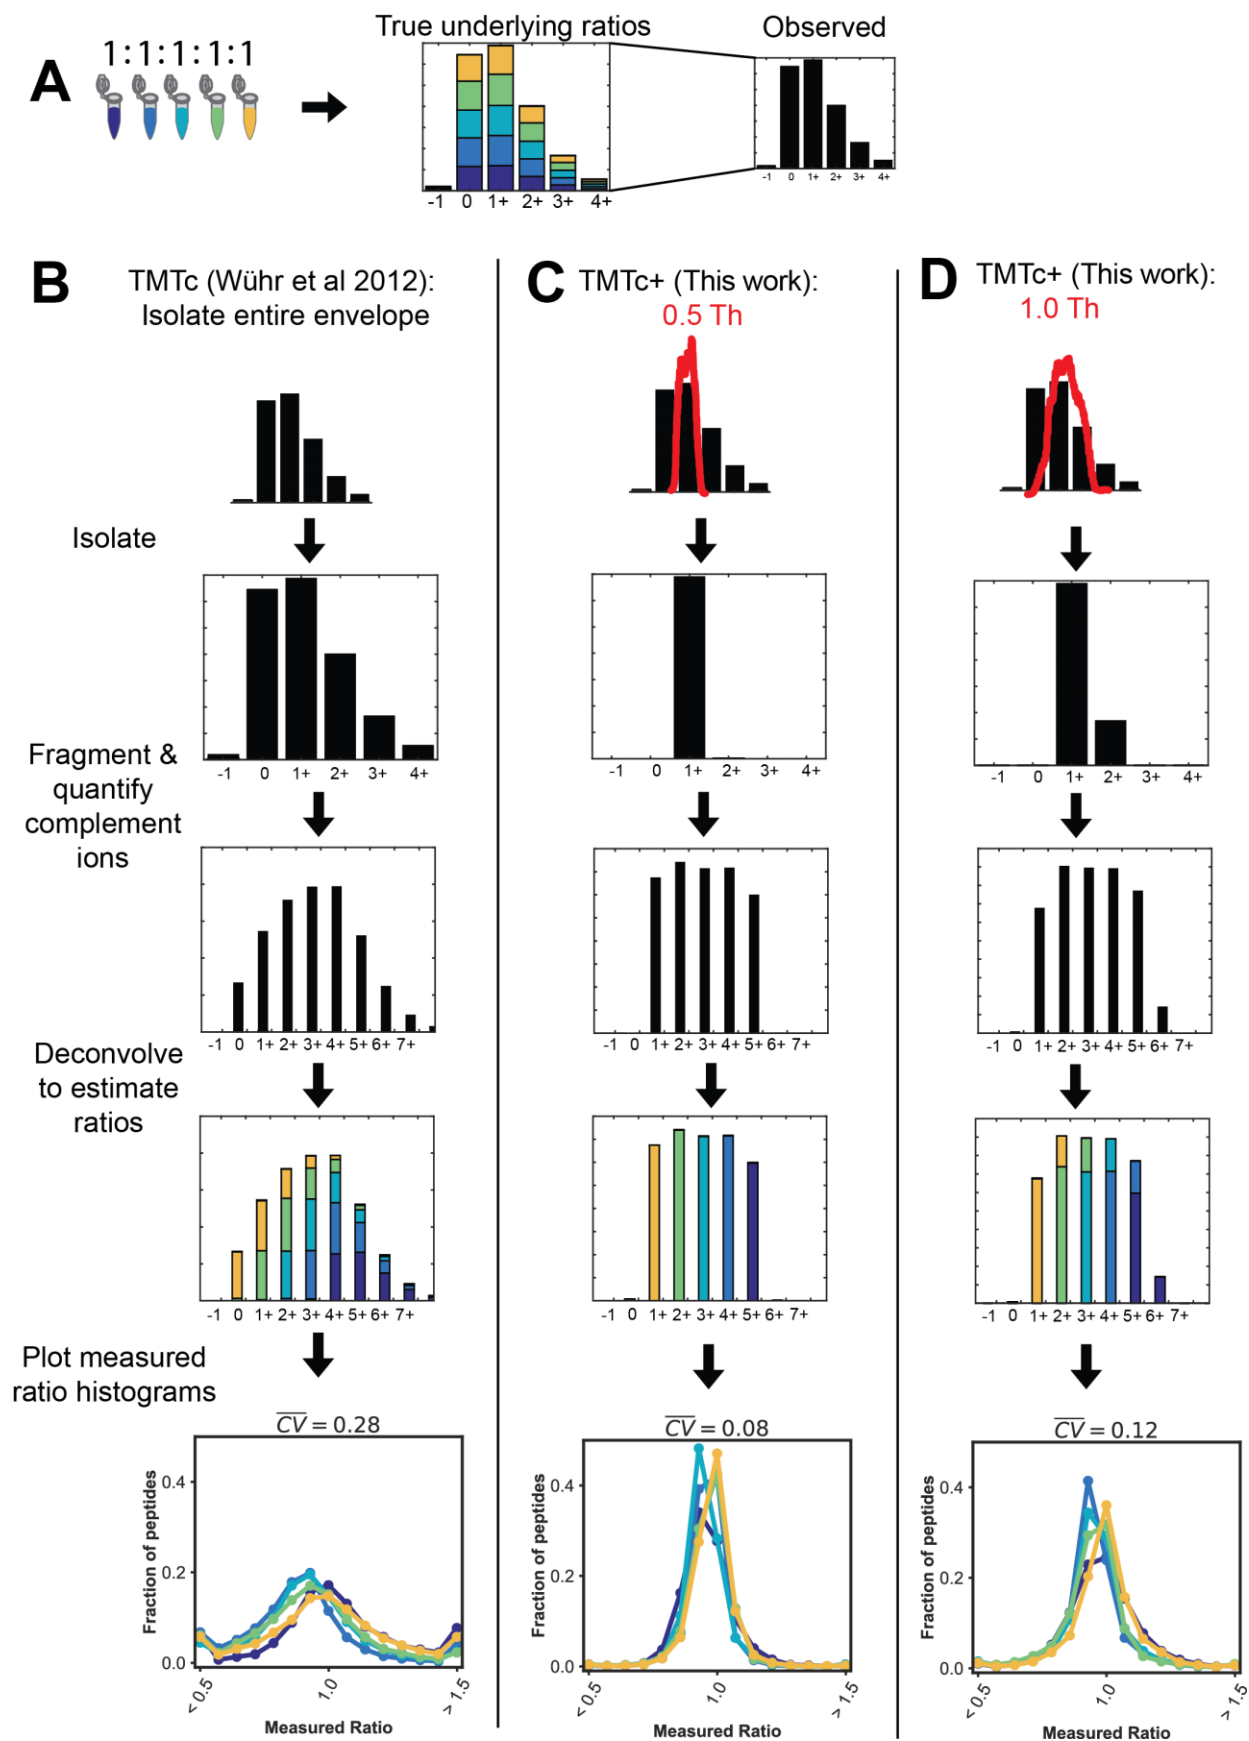 A
1:1:1:1:1
True underlying ratios
-1 0 1+ 2+ 3+ 4+
Observed
-1 0 1+ 2+ 3+ 4+
B
TMTc (Wühr et al 2012):
Isolate entire envelope
C
TMTc+ (This work):
0.5 Th
D
TMTc+ (This work):
1.0 Th
Isolate
-1 0 1+ 2+ 3+ 4+
-1 0 1+ 2+ 3+ 4+
-1 0 1+ 2+ 3+ 4+
Fragment &
quantify
complement
ions
-1 0 1+ 2+ 3+ 4+ 5+ 6+ 7+
-1 0 1+ 2+ 3+ 4+ 5+ 6+ 7+
-1 0 1+ 2+ 3+ 4+ 5+ 6+ 7+
Deconvolve
to estimate
ratios
-1 0 1+ 2+ 3+ 4+ 5+ 6+ 7+
-1 0 1+ 2+ 3+ 4+ 5+ 6+ 7+
-1 0 1+ 2+ 3+ 4+ 5+ 6+ 7+
Plot measured
ratio histograms
CV = 0.28
Fraction of peptides
0.4
0.2
0.0
< 0.5 1.0 > 1.5
Measured Ratio
CV = 0.08
Fraction of peptides
0.4
0.2
0.0
< 0.5 1.0 > 1.5
Measured Ratio
CV = 0.12
Fraction of peptides
0.4
0.2
0.0
< 0.5 1.0 > 1.5
Measured Ratio